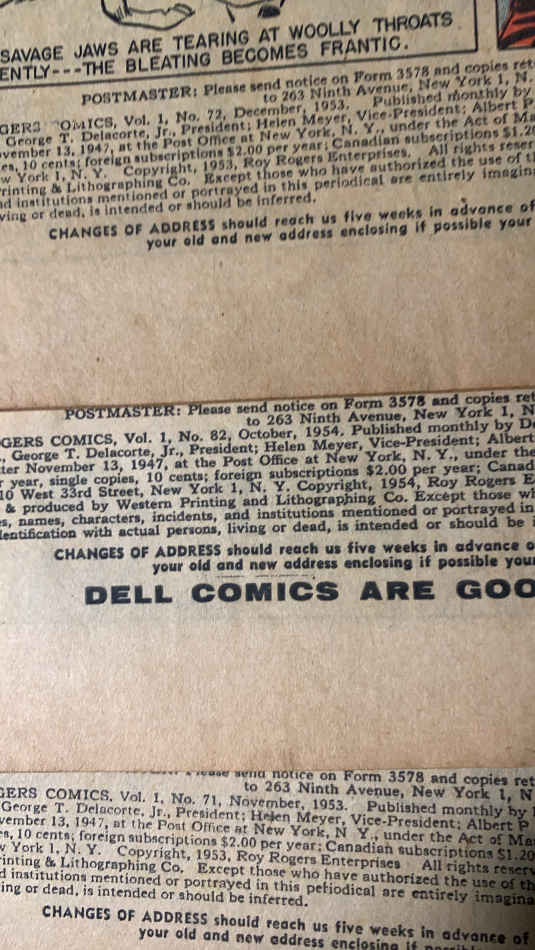 SAVAGE JAWS ARE TEARING AT WOOLLY THROATS
ENTLY---THE BLEATING BECOMES FRANTIC.
POSTMASTER: Please send notice on Form 3578 and copies ret
to 263 Ninth Avenue, New York 1, N.
GERS COMICS, Vol. 1, No. 72, December, 1953. Published monthly by
George T. Delacorte, Jr., President; Helen Meyer, Vice-President; Albert P
vember 13, 1947, at the Post Office at New York, N. Y., under the Act of Ma
es, 10 cents; foreign subscriptions $2.00 per year; Canadian subscriptions $1.20
w York 1, N. Y. Copyright, 1953, Roy Rogers Enterprises. All rights reser
rinting & Lithographing Co. Except those who have authorized the use of t
nd institutions mentioned or portrayed in this periodical are entirely imagin
ving or dead, is intended or should be inferred.
CHANGES OF ADDRESS should reach us five weeks in advance of
your old and new address enclosing if possible your
POSTMASTER: Please send notice on Form 3578 and copies ret
to 263 Ninth Avenue, New York 1, N
GERS COMICS, Vol. 1, No. 82, October, 1954. Published monthly by De
., George T. Delacorte, Jr., President; Helen Meyer, Vice-President; Albert
ter November 13, 1947, at the Post Office at New York, N. Y., under the
r year, single copies, 10 cents; foreign subscriptions $2.00 per year; Canad
10 West 33rd Street, New York 1, N. Y. Copyright, 1954, Roy Rogers E
& produced by Western Printing and Lithographing Co. Except those wh
es, names, characters, incidents, and institutions mentioned or portrayed in
dentification with actual persons, living or dead, is intended or should be i
CHANGES OF ADDRESS should reach us five weeks in advance o
your old and new address enclosing if possible your
DELL COMICS ARE GOO
Please send notice on Form 3578 and copies ret
to 263 Ninth Avenue, New York 1, N
GERS COMICS, Vol. 1, No. 71, November, 1953. Published monthly by
George T. Delacorte, Jr., President; Helen Meyer, Vice-President; Albert P
vember 13, 1947, at the Post Office at New York, N Y., under the Act of Mar
es, 10 cents; foreign subscriptions $2.00 per year; Canadian subscriptions $1.20
w York 1, N. Y. Copyright, 1953, Roy Rogers Enterprises All rights reserv
rinting & Lithographing Co. Except those who have authorized the use of th
d institutions mentioned or portrayed in this periodical are entirely imagina
ing or dead, is intended or should be inferred.
CHANGES OF ADDRESS should reach us five weeks in advance of
your old and new address enclosing if